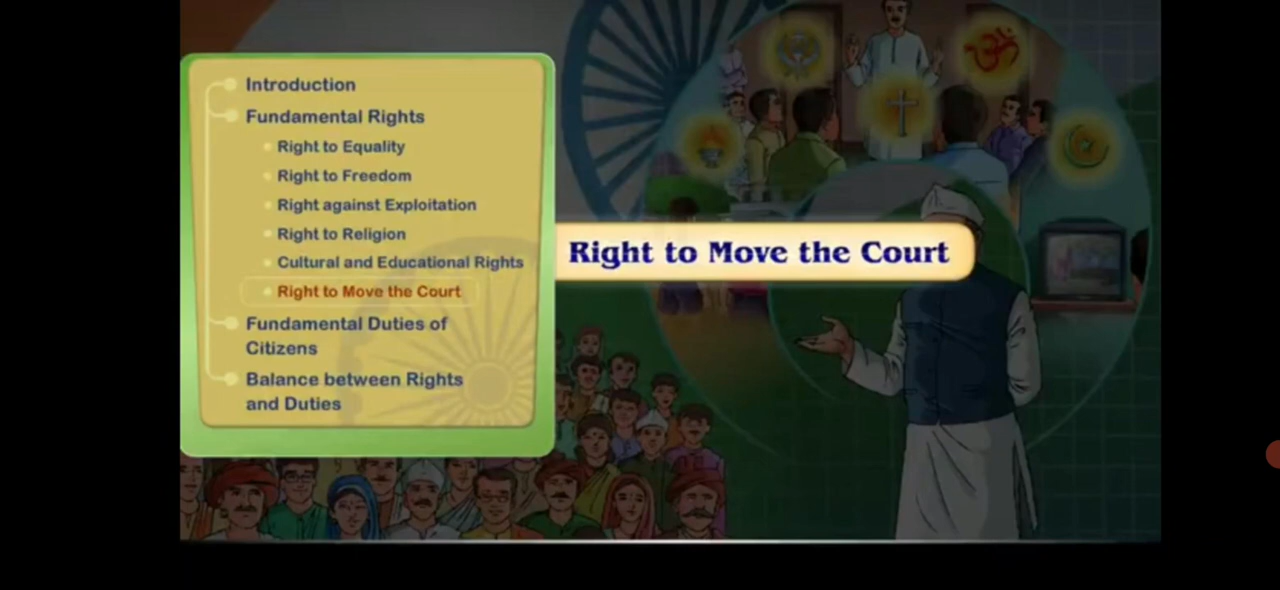 Introduction
Fundamental Rights
Right to Equality
Right to Freedom
Right against Exploitation
Right to Religion
Cultural and Educational Rights
Right to Move the Court
Fundamental Duties of
Citizens
Balance between Rights
and Duties
Right to Move the Court